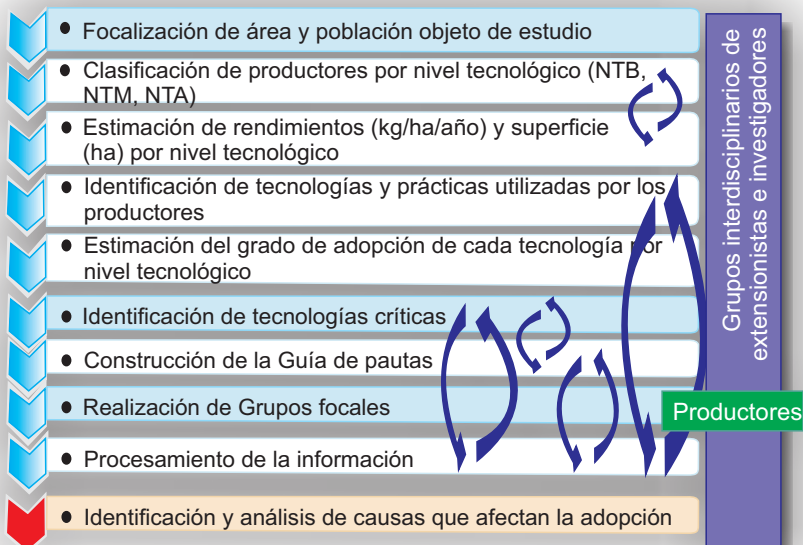 ● Focalización de área y población objeto de estudio
● Clasificación de productores por nivel tecnológico (NTB,
NTM, NTA)
● Estimación de rendimientos (kg/ha/año) y superficie
(ha) por nivel tecnológico
● Identificación de tecnologías y prácticas utilizadas por los
productores
● Estimación del grado de adopción de cada tecnología por
nivel tecnológico
● Identificación de tecnologías críticas
● Construcción de la Guía de pautas
● Realización de Grupos focales
● Procesamiento de la información
● Identificación y análisis de causas que afectan la adopción
Grupos interdisciplinarios de
extensionistas e investigadores
Productores